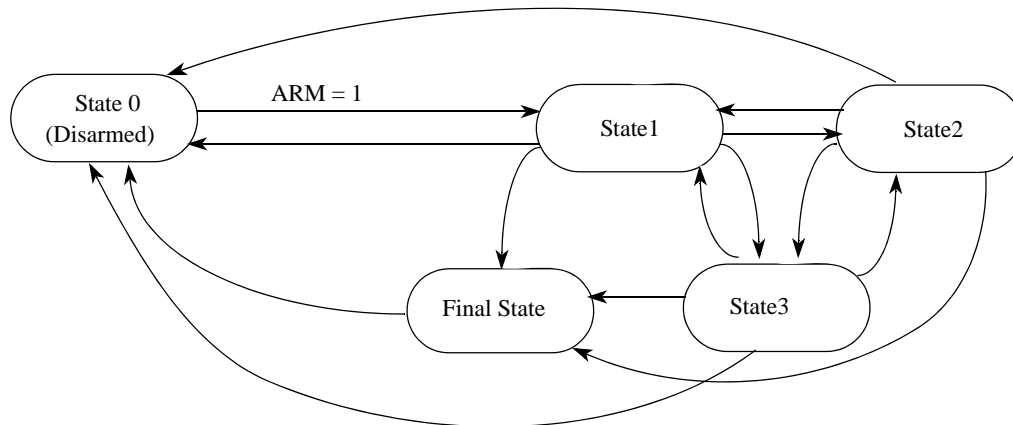 State 0
(Disarmed)
ARM = 1
State1
State2
Final State
State3